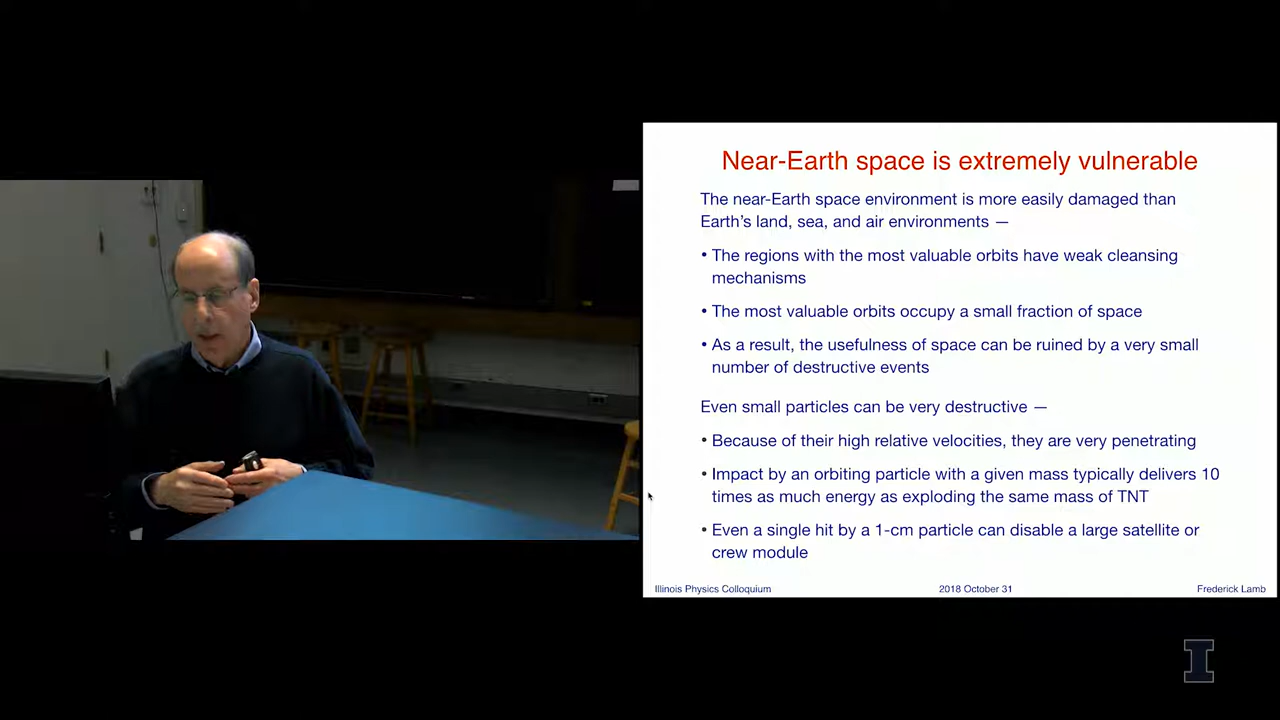 Near-Earth space is extremely vulnerable
The near-Earth space environment is more easily damaged than
Earth's land, sea, and air environments —
• The regions with the most valuable orbits have weak cleansing
mechanisms
• The most valuable orbits occupy a small fraction of space
• As a result, the usefulness of space can be ruined by a very small
number of destructive events
Even small particles can be very destructive —
• Because of their high relative velocities, they are very penetrating
• Impact by an orbiting particle with a given mass typically delivers 10
times as much energy as exploding the same mass of TNT
• Even a single hit by a 1-cm particle can disable a large satellite or
crew module
Illinois Physics Colloquium
2018 October 31
Frederick Lamb
I